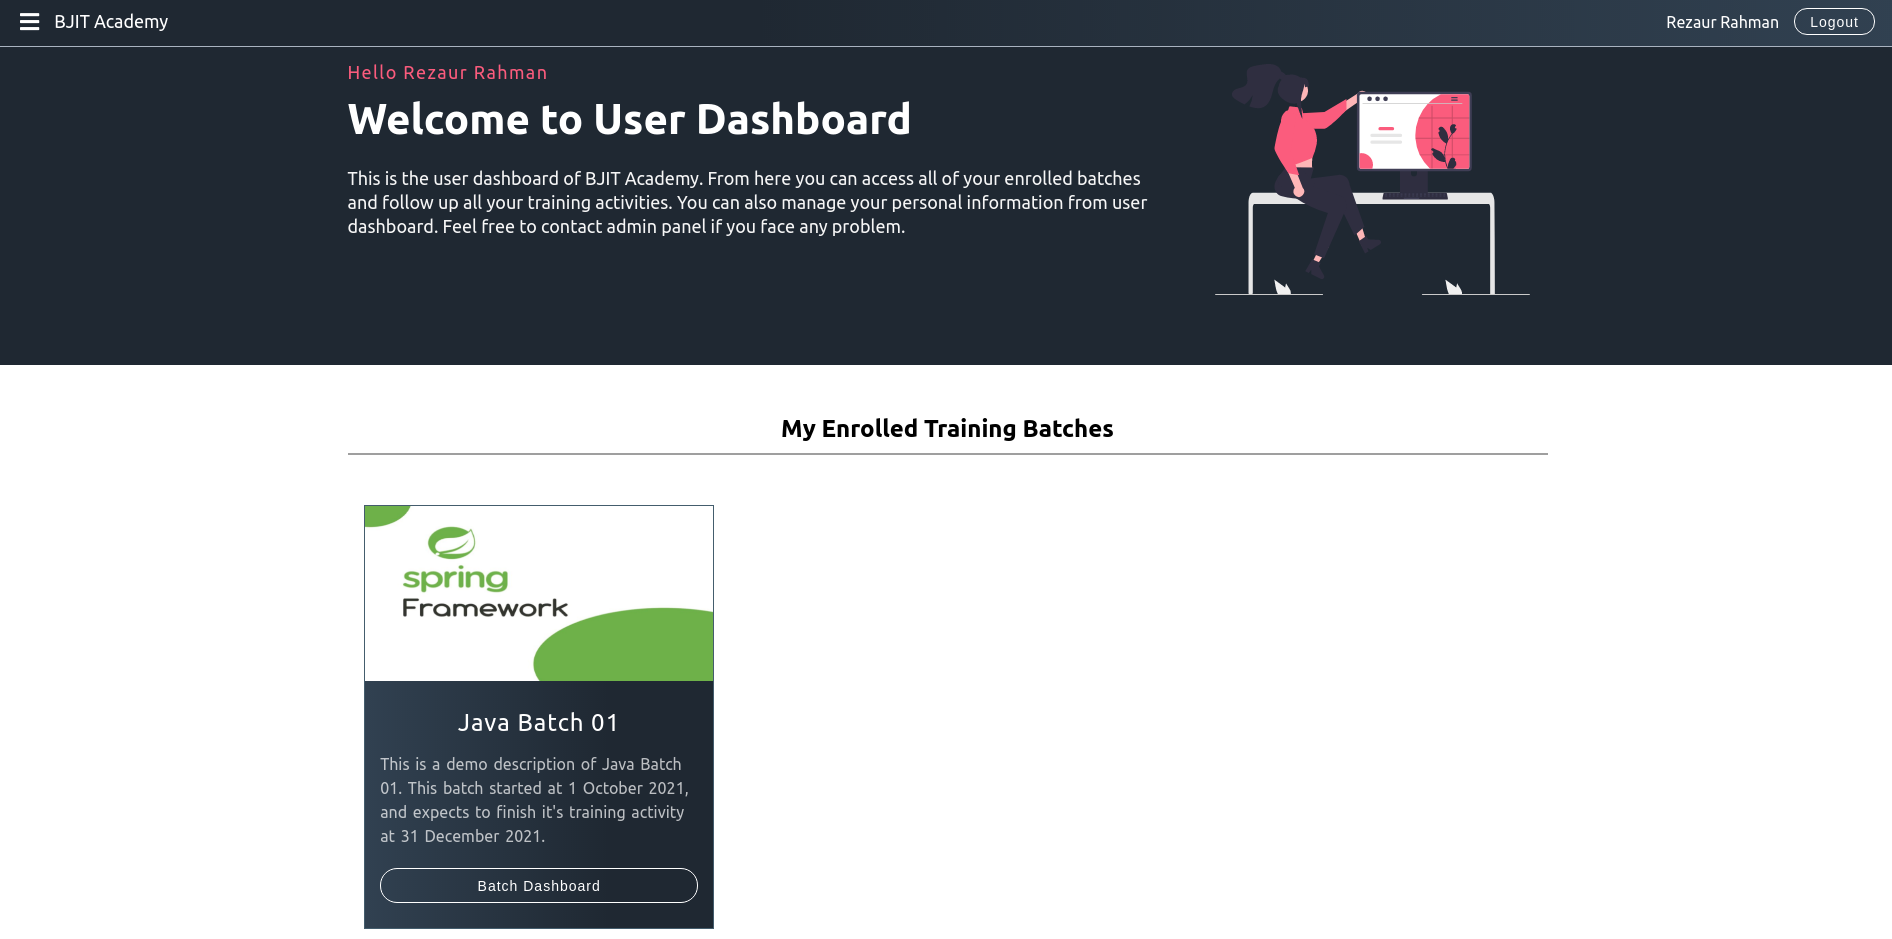 BJIT Academy
Rezaur Rahman
Logout
Hello Rezaur Rahman
Welcome to User Dashboard
This is the user dashboard of BJIT Academy. From here you can access all of your enrolled batches
and follow up all your training activities. You can also manage your personal information from user
dashboard. Feel free to contact admin panel if you face any problem.
My Enrolled Training Batches
spring
Framework
Java Batch 01
This is a demo description of Java Batch
01. This batch started at 1 October 2021,
and expects to finish it's training activity
at 31 December 2021.
Batch Dashboard